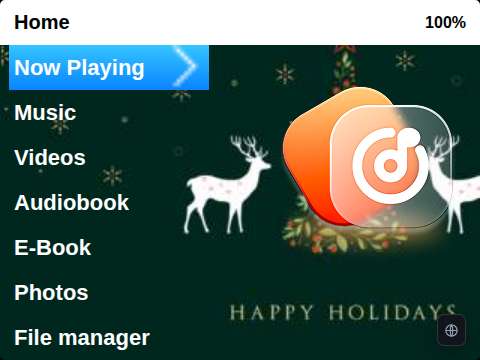 Home
100%
Now Playing
Music
Videos
Audiobook
E-Book
Photos
File manager
HAPPY HOLIDAYS